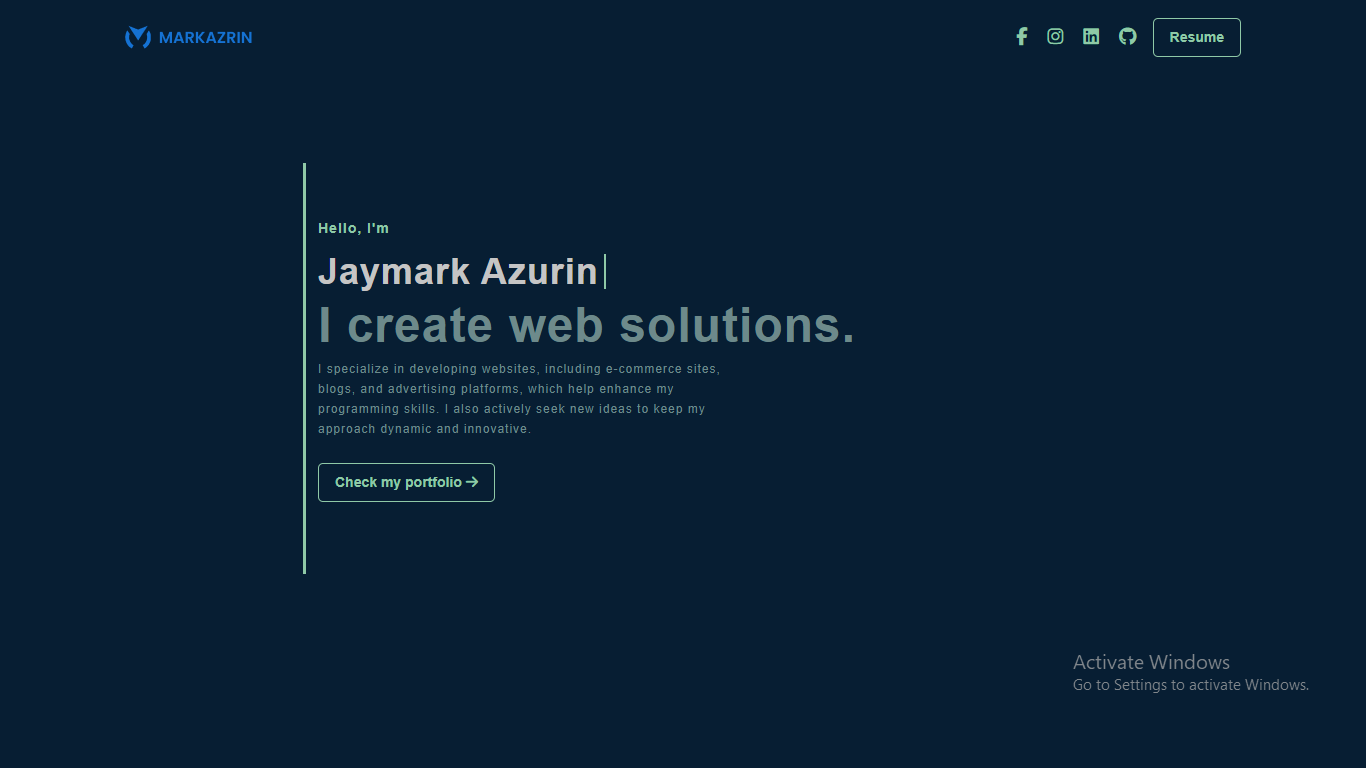 MARKAZRIN
Resume
Hello, I'm
Jaymark Azurin
I create web solutions.
I specialize in developing websites, including e-commerce sites,
blogs, and advertising platforms, which help enhance my
programming skills. I also actively seek new ideas to keep my
approach dynamic and innovative.
Check my portfolio
Activate Windows
Go to Settings to activate Windows.